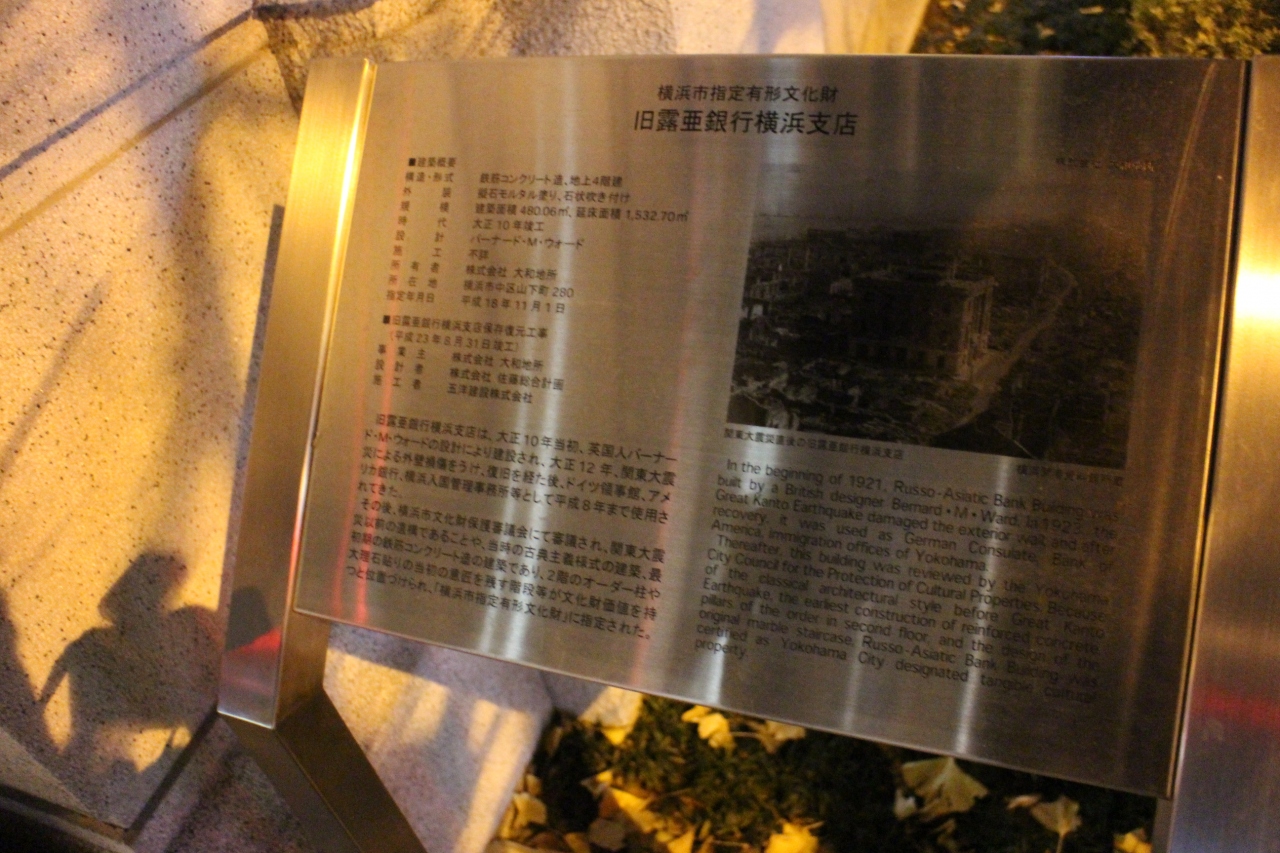 横浜市指定有形文化財
旧露亜銀行横浜支店
■建築概要
構造・形式 鉄筋コンクリート造、地上4階建
外装 擬石モルタル塗り、石状吹き付け
規模 建築面積 480.06㎡、延床面積 1,532.70㎡
時代 大正10年竣工
設計 バーナード・M・ウォード
施工 不詳
所有者 株式会社 大和地所
所在地 横浜市中区山下町 280
指定年月日 平成18年11月1日
■旧露亜銀行横浜支店保存復元工事
(平成23年8月31日竣工)
事業主 株式会社 大和地所
設計者 株式会社 佐藤総合計画
施工者 五洋建設株式会社
旧露亜銀行横浜支店は、大正10年当初、英国人バーナー
ド・M・ウォードの設計により建設され、大正12年、関東大震
災による外壁損傷をうけ、復旧を経た後、ドイツ領事館、アメ
リカ銀行、横浜入国管理事務所等として平成8年まで使用さ
れてきた。
その後、横浜市文化財保護審議会にて審議され、関東大震
災以前の遺構であることや、当時の古典主義様式の建築、最
初期の鉄筋コンクリート造の建築であり、2階のオーダー柱や
大理石貼りの当初の意匠を残す階段等が文化財価値を持
つと位置づけられ、「横浜市指定有形文化財」に指定された。
関東大震災直後の旧露亜銀行横浜支店
横浜開港資料館所蔵
In the beginning of 1921, Russo-Asiatic Bank Building was
built by a British designer Bernard・M・Ward. In 1923, the
Great Kanto Earthquake damaged the exterior wall, and after
recovery, it was used as German Consulate, Bank of
America, Immigration offices of Yokohama.
Thereafter, this building was reviewed by the Yokohama
City Council for the Protection of Cultural Properties. Because
of the classical architectural style before Great Kanto
Earthquake, the earliest construction of reinforced concrete,
pillars of the order in second floor, and the design of the
original marble staircase, Russo-Asiatic Bank Building was
certified as Yokohama City designated tangible cultural
property.